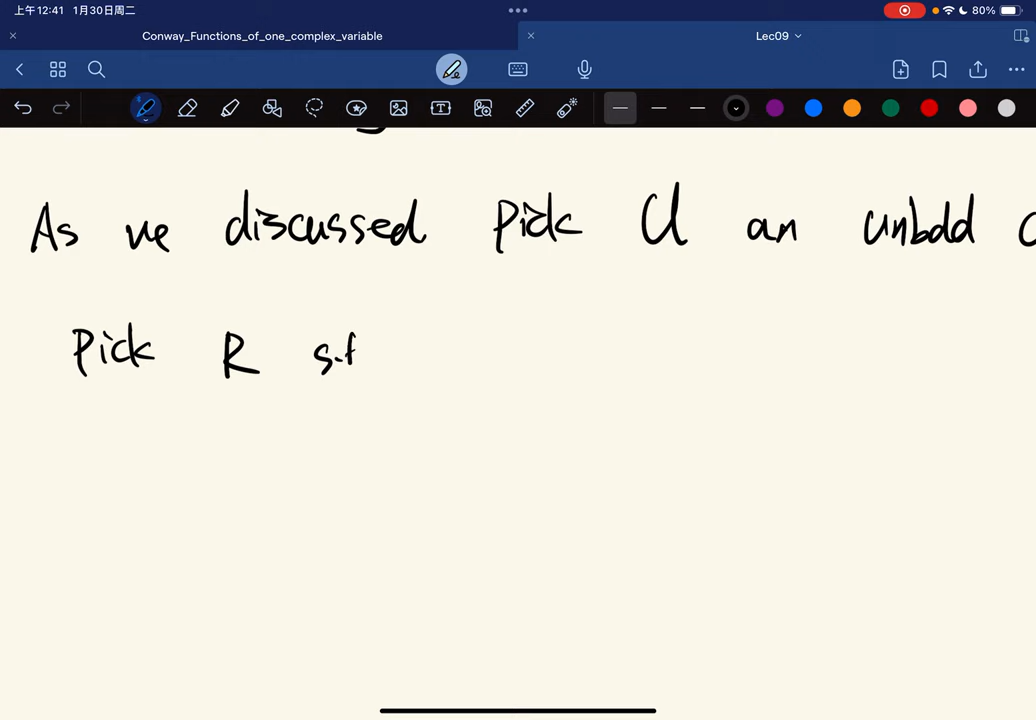 上午12:41 1月30日周二 80%
Conway_Functions_of_one_complex_variable Lec09
As we discussed Pick U an unbdd
Pick R s.t